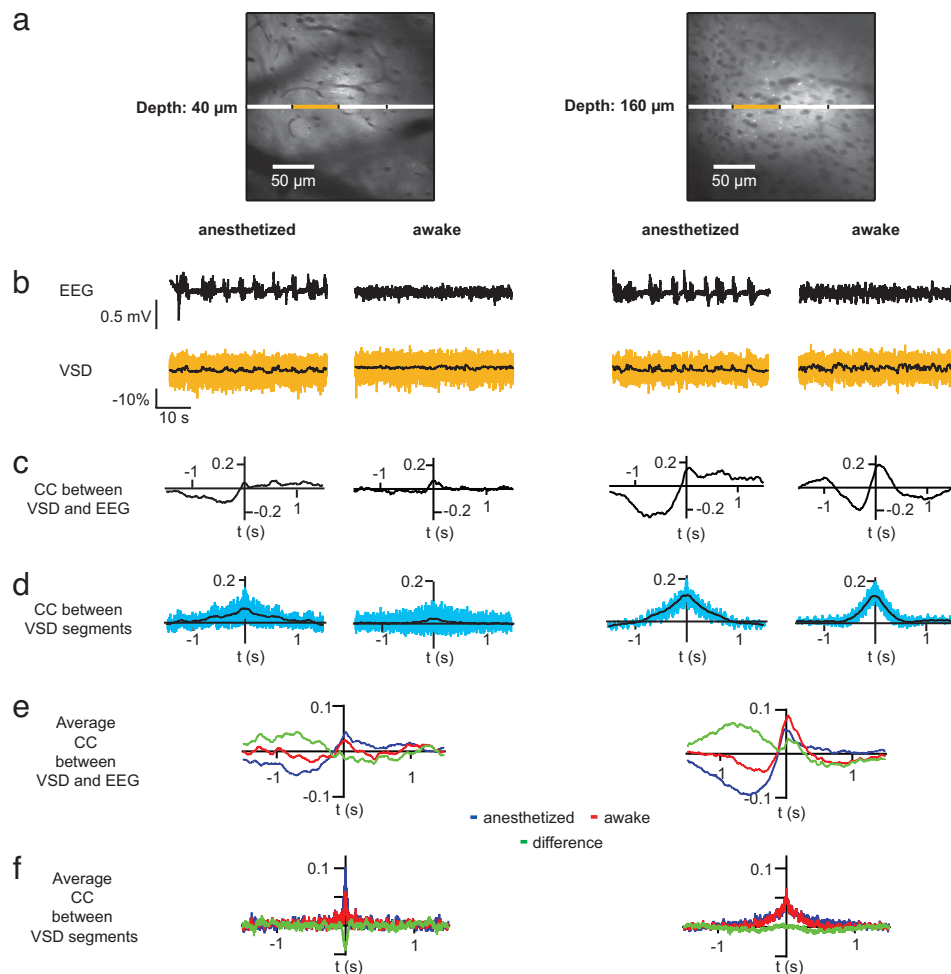 a
Depth: 40 µm
50 µm
Depth: 160 µm
50 µm
anesthetized
awake
anesthetized
awake
b
EEG
0.5 mV
VSD
-10%
10 s
c
CC between
VSD and EEG
-1
0.2
-0.2
1
t (s)
-1
0.2
-0.2
1
t (s)
-1
0.2
-0.2
1
t (s)
-1
0.2
-0.2
1
t (s)
d
CC between
VSD segments
0.2
-1
1
t (s)
0.2
-1
1
t (s)
0.2
-1
1
t (s)
0.2
-1
1
t (s)
e
Average
CC
between
VSD and EEG
0.1
-1
1
-0.1
t (s)
0.1
-1
1
-0.1
t (s)
anesthetized
awake
difference
f
Average
CC
between
VSD segments
0.1
-1
1
t (s)
0.1
-1
1
t (s)